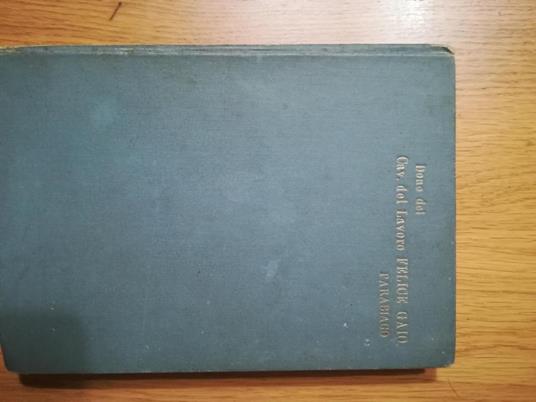 Dono del
Cav. del Lavoro FELICE GAIO
PARABIAGO